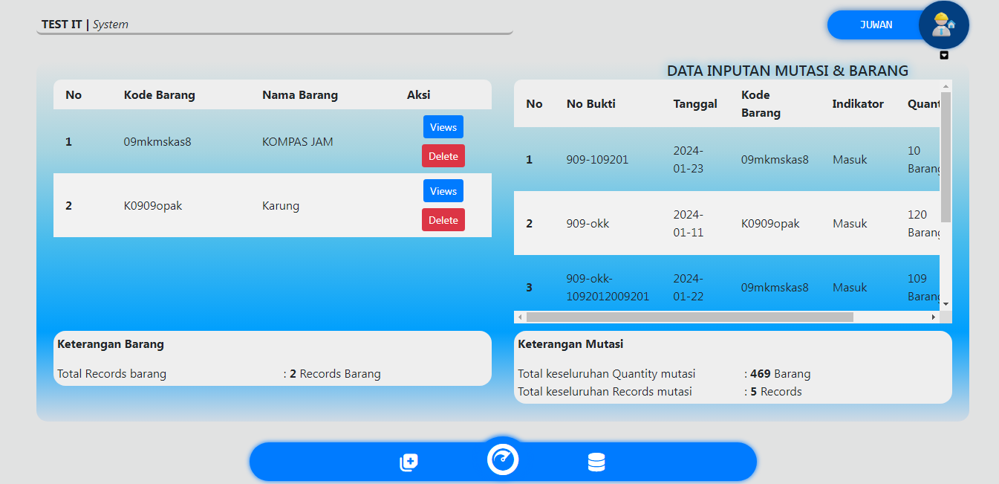 TEST IT | System
JUWAN
DATA INPUTAN MUTASI & BARANG
No Kode Barang Nama Barang Aksi
1 09mkmskas8 KOMPAS JAM Views
Delete
2 K0909opak Karung Views
Delete
No No Bukti Tanggal Kode Barang Indikator Quant
1 909-109201 2024-01-23 09mkmskas8 Masuk 10 Barang
2 909-okk 2024-01-11 K0909opak Masuk 120 Barang
3 909-okk-1092012009201 2024-01-22 09mkmskas8 Masuk 109 Barang
Keterangan Barang
Total Records barang : 2 Records Barang
Keterangan Mutasi
Total keseluruhan Quantity mutasi : 469 Barang
Total keseluruhan Records mutasi : 5 Records